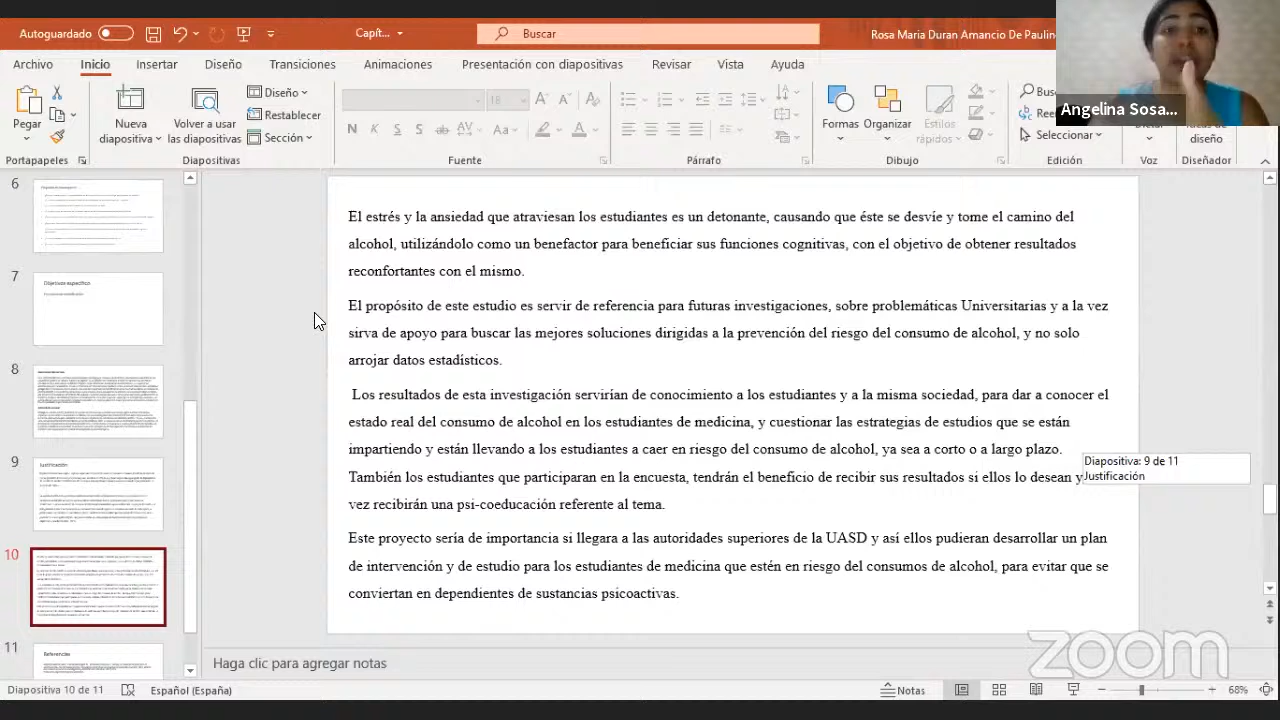 Autoguardado
Capít...
Buscar
Rosa Maria Duran Amancio De Paulin
Archivo
Inicio
Insertar
Diseño
Transiciones
Animaciones
Presentación con diapositivas
Revisar
Vista
Ayuda
Angelina Sosa...
Pegar
Nueva
diapositiva
Volver a usar
las diapositivas
Diseño
Restablecer
Sección
18
N K S S ab AV Aa
Formas
Organizar
Estilos
rápidos
Seleccionar
diseño
Portapapeles
Diapositivas
Fuente
Párrafo
Dibujo
Edición
Voz
Diseñador
6
7
Objetivos específico
8
9
Justificación
10
11
Referencias
El estrés y la ansiedad que atraviesan los estudiantes es un detonante, causando que éste se desvíe y tome el camino del
alcohol, utilizándolo como un benefactor para beneficiar sus funciones cognitivas, con el objetivo de obtener resultados
reconfortantes con el mismo.
El propósito de este estudio es servir de referencia para futuras investigaciones, sobre problemáticas Universitarias y a la vez
sirva de apoyo para buscar las mejores soluciones dirigidas a la prevención del riesgo del consumo de alcohol, y no solo
arrojar datos estadísticos.
Los resultados de esta investigación servirían de conocimiento a los estudiantes y a la misma sociedad, para dar a conocer el
estado real del consumo de alcohol en los estudiantes de medicina, y cuestionar las estrategias de estudios que se están
impartiendo y están llevando a los estudiantes a caer en riesgo del consumo de alcohol, ya sea a corto o a largo plazo.
También los estudiantes que participaran en la encuesta, tendrán el beneficio de recibir sus resultados si ellos lo desean y
vez recibirán una psicoeducación referente al tema.
Este proyecto sería de importancia si llegara a las autoridades superiores de la UASD y así ellos pudieran desarrollar un plan
de intervención y de apoyo para los estudiantes de medicina que estén en riesgo del consumo de alcohol, para evitar que se
conviertan en dependientes de sustancias psicoactivas.
Diapositiva: 9 de 11
Justificación
Haga clic para agregar notas
zoom
Diapositiva 10 de 11
Español (España)
Notas
68%